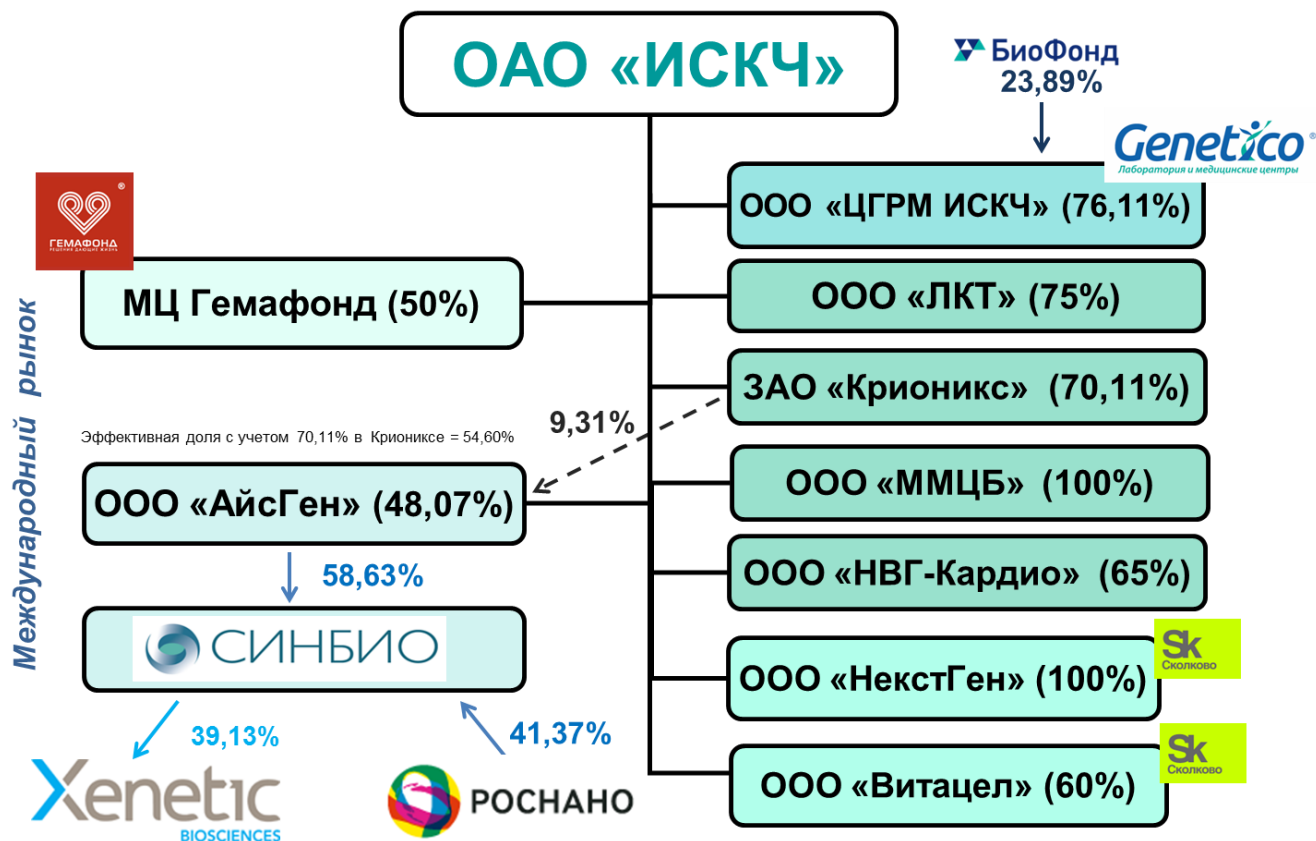 ОАО «ИСКЧ»
БиоФонд
23,89%
Genetico®
Лаборатория и медицинские центры
ООО «ЦГРМ ИСКЧ» (76,11%)
®
ГЕМАФОНД
РЕШЕНИЯ ДАЮЩИЕ ЖИЗНЬ
МЦ Гемафонд (50%)
ООО «ЛКТ» (75%)
ЗАО «Крионикс» (70,11%)
9,31%
Международный рынок
Эффективная доля с учетом 70,11% в Криониксе = 54,60%
ООО «АйсГен» (48,07%)
ООО «ММЦБ» (100%)
58,63%
ООО «НВГ-Кардио» (65%)
СИНБИО
Sk
Сколково
ООО «НекстГен» (100%)
39,13%
41,37%
Sk
Сколково
Xenetic
BIOSCIENCES
РОСНАНО
ООО «Витацел» (60%)